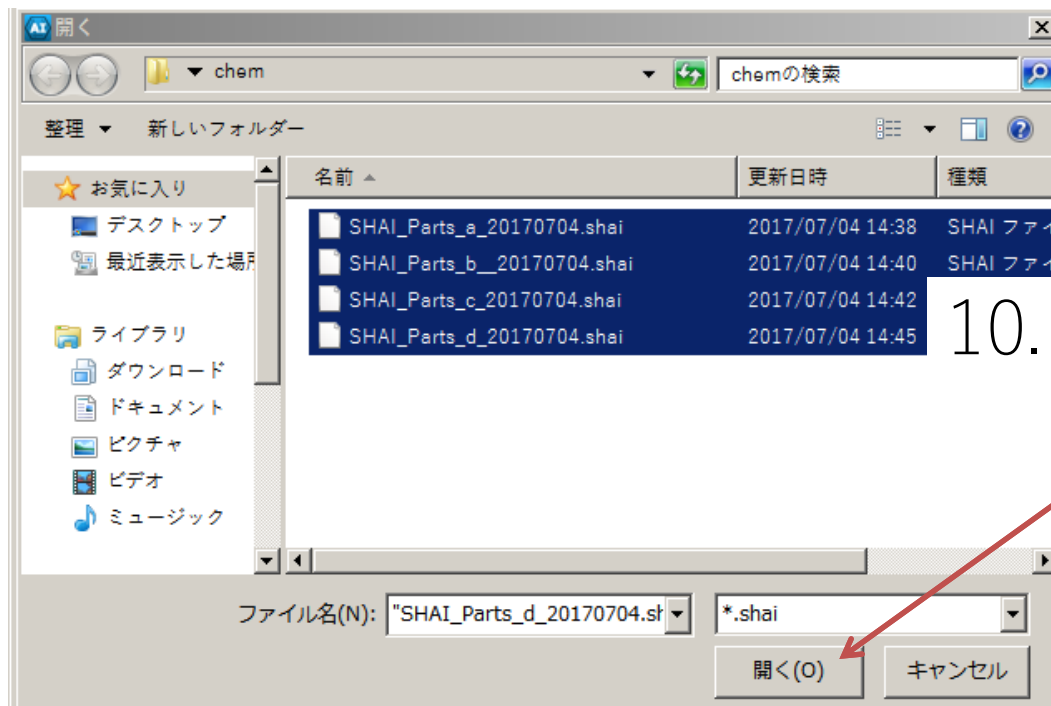 AI 開く
chem
chemの検索
整理 新しいフォルダー
名前 更新日時 種類
お気に入り
デスクトップ
最近表示した場所
ライブラリ
ダウンロード
ドキュメント
ピクチャ
ビデオ
ミュージック
SHAI_Parts_a_20170704.shai 2017/07/04 14:38 SHAI ファイ
SHAI_Parts_b__20170704.shai 2017/07/04 14:40 SHAI ファイ
SHAI_Parts_c_20170704.shai 2017/07/04 14:42
SHAI_Parts_d_20170704.shai 2017/07/04 14:45
10.
ファイル名(N): "SHAI_Parts_d_20170704.sh *.shai
開く(O) キャンセル